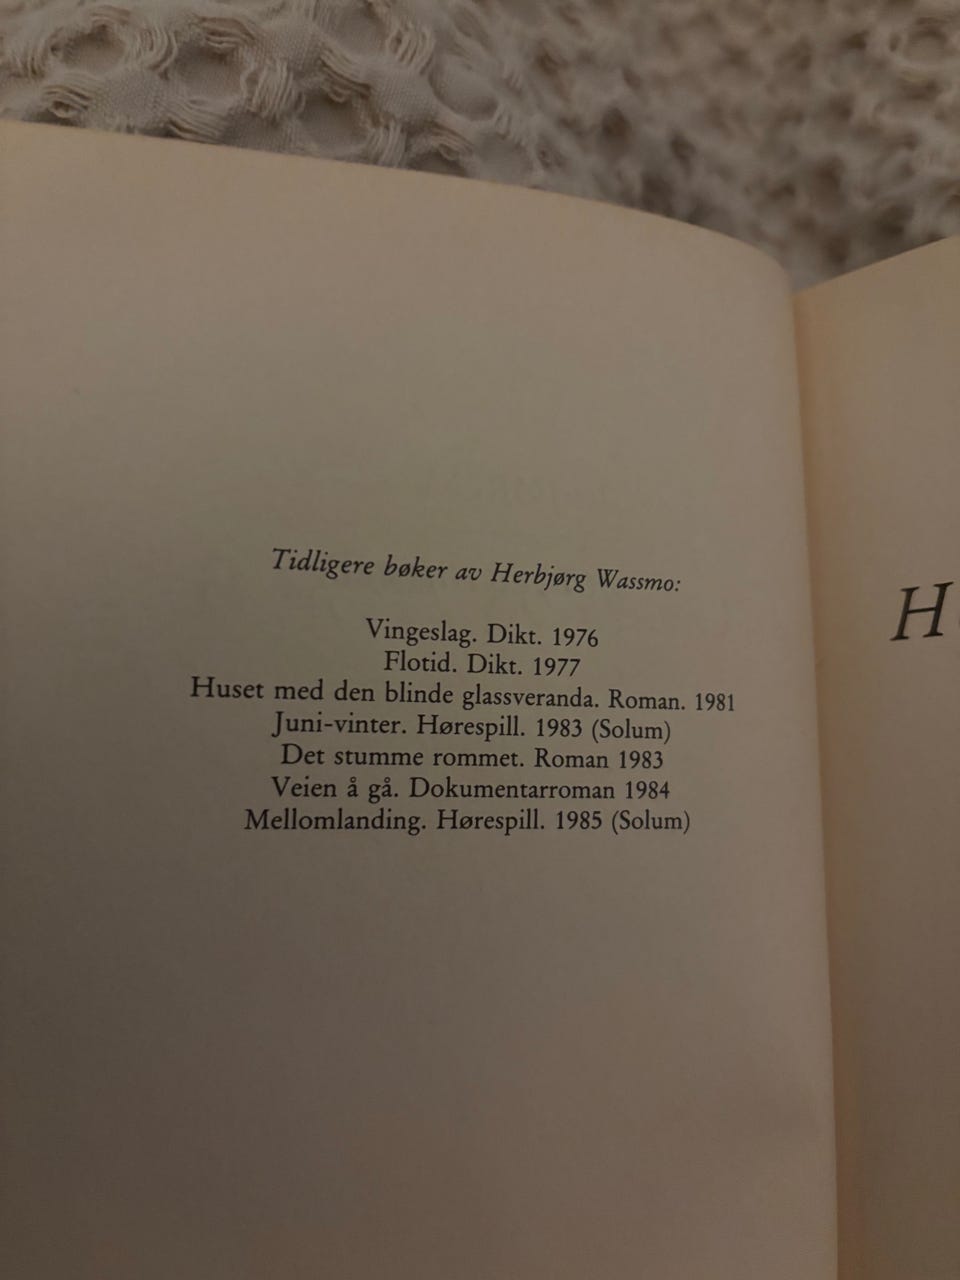 Tidligere bøker av Herbjørg Wassmo:
Vingeslag. Dikt. 1976
Flotid. Dikt. 1977
Huset med den blinde glassveranda. Roman. 1981
Juni-vinter. Hørespill. 1983 (Solum)
Det stumme rommet. Roman 1983
Veien å gå. Dokumentarroman 1984
Mellomlanding. Hørespill. 1985 (Solum)
H